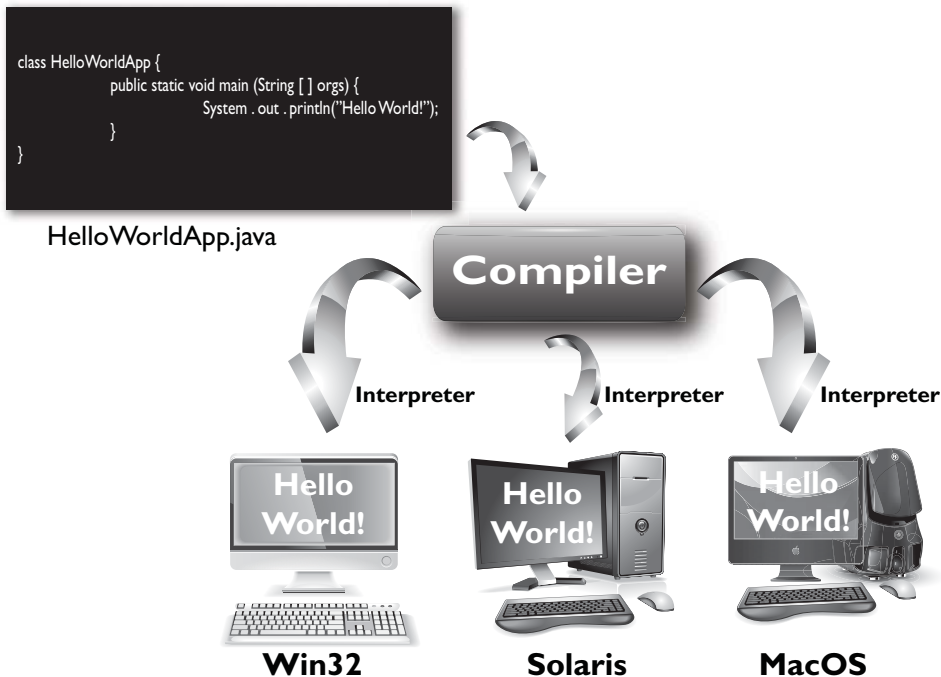 class HelloWorldApp {
public static void main (String [ ] orgs) {
System . out . println("Hello World!");
}
}
HelloWorldApp.java
Compiler
Interpreter
Interpreter
Interpreter
Hello
World!
Hello
World!
Hello
World!
Win32
Solaris
MacOS